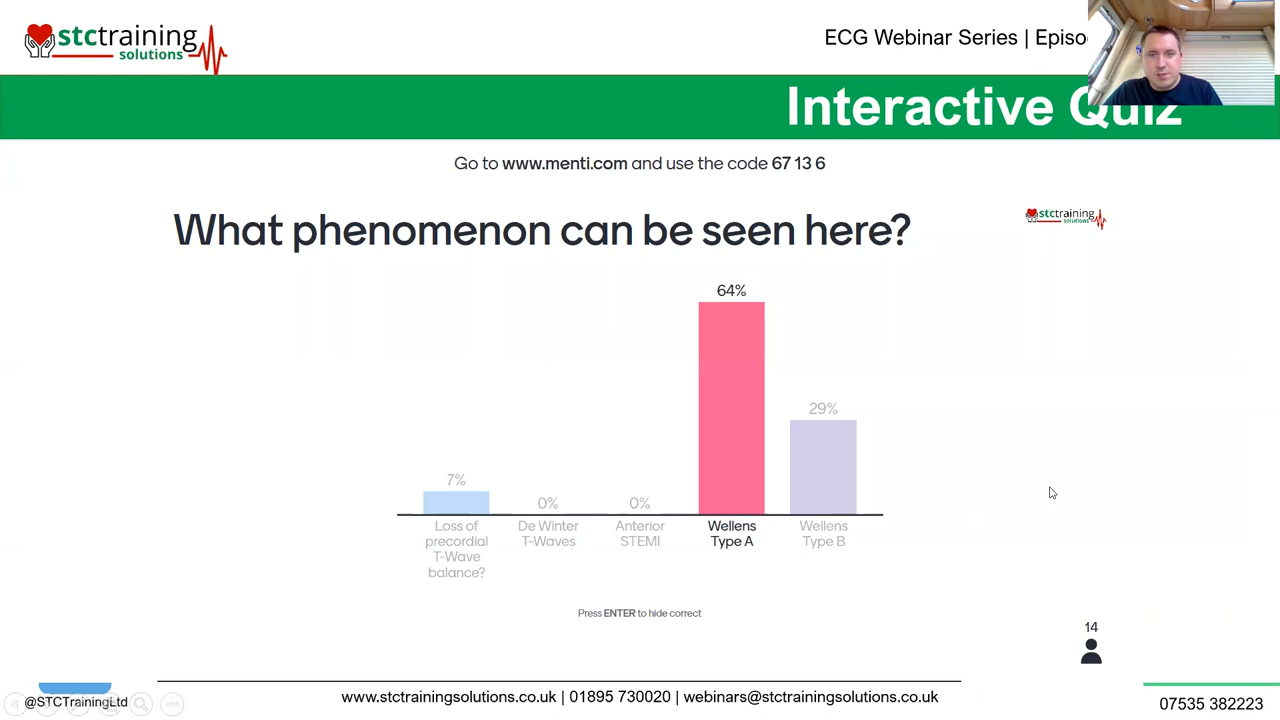 stctraining
solutions
ECG Webinar Series |
Interactive Quiz
Go to www.menti.com and use the code 67 13 6
What phenomenon can be seen here?
stctraining
solutions
64%
29%
7%
0%
0%
Loss of
precordial
T-Wave
balance?
De Winter
T-Waves
Anterior
STEMI
Wellens
Type A
Wellens
Type B
Press ENTER to hide correct
14
@STCTrainingLtd
www.stctrainingsolutions.co.uk | 01895 730020 | webinars@stctrainingsolutions.co.uk
07535 382223